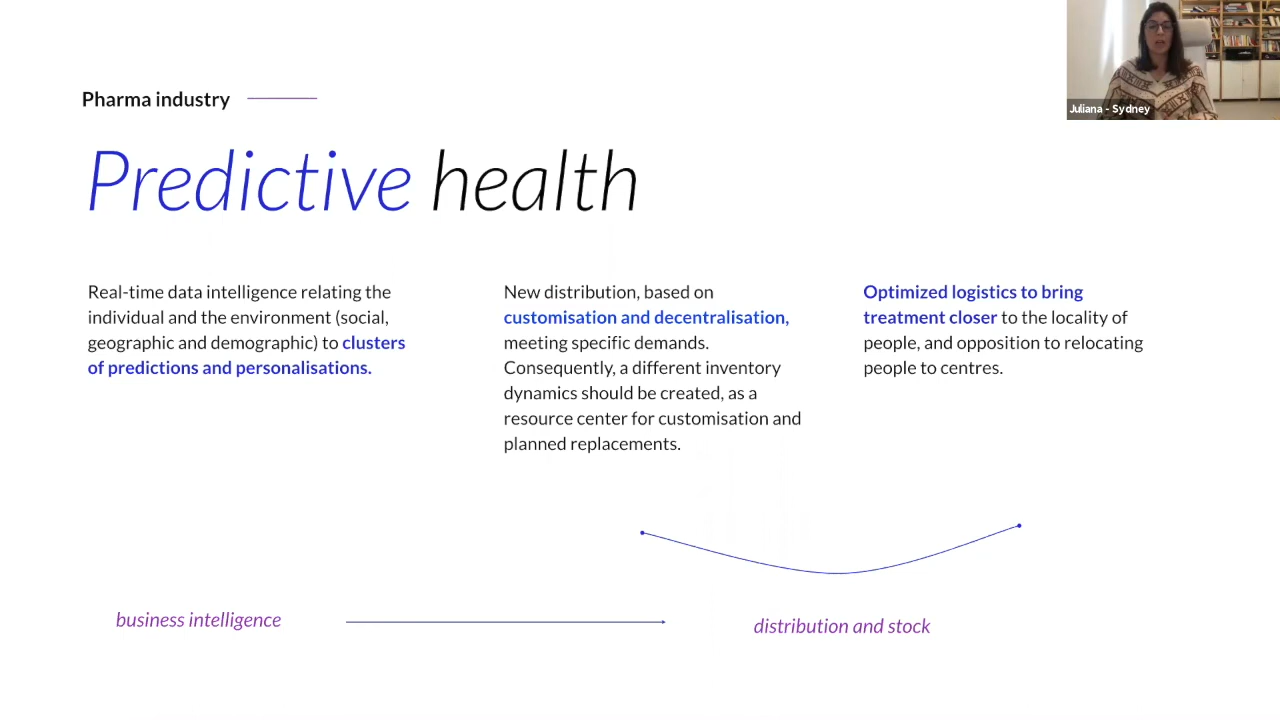 Juliana - Sydney
Pharma industry
Predictive health
Real-time data intelligence relating the
individual and the environment (social,
geographic and demographic) to clusters
of predictions and personalisations.
New distribution, based on
customisation and decentralisation,
meeting specific demands.
Consequently, a different inventory
dynamics should be created, as a
resource center for customisation and
planned replacements.
Optimized logistics to bring
treatment closer to the locality of
people, and opposition to relocating
people to centres.
business intelligence
distribution and stock